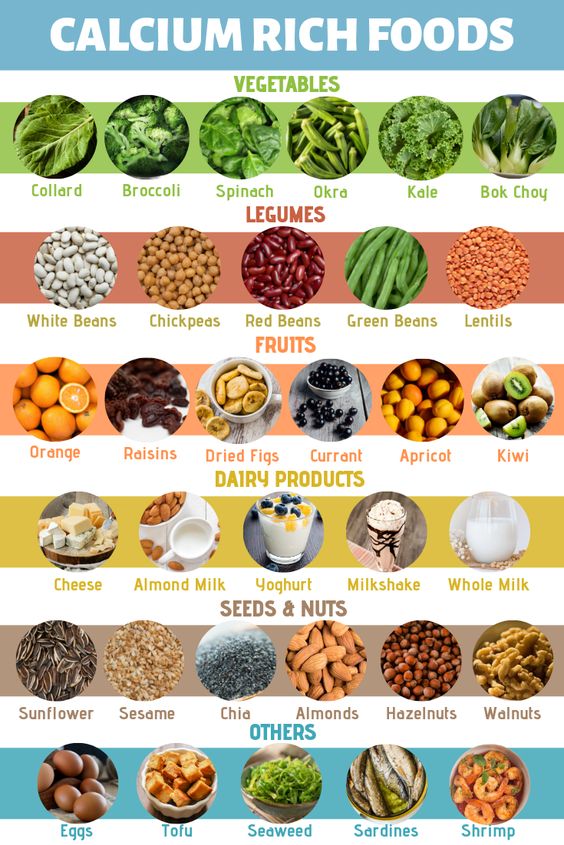 CALCIUM RICH FOODS
VEGETABLES
Collard Broccoli Spinach Okra Kale Bok Choy
LEGUMES
White Beans Chickpeas Red Beans Green Beans Lentils
FRUITS
Orange Raisins Dried Figs Currant Apricot Kiwi
DAIRY PRODUCTS
Cheese Almond Milk Yoghurt Milkshake Whole Milk
SEEDS & NUTS
Sunflower Sesame Chia Almonds Hazelnuts Walnuts
OTHERS
Eggs Tofu Seaweed Sardines Shrimp